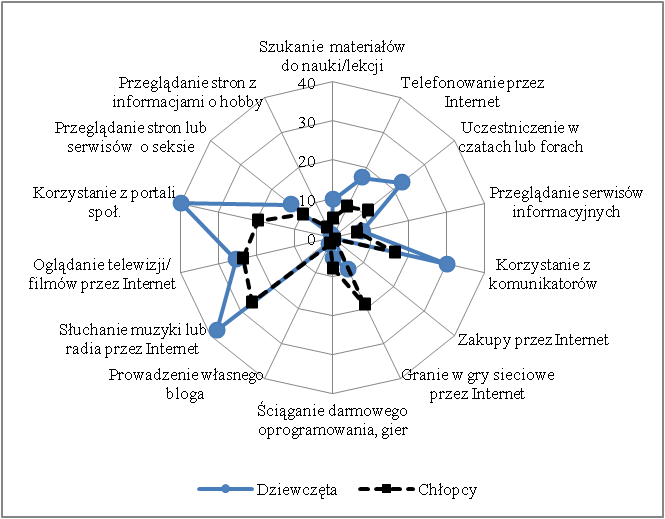 Szukanie materiałów
do nauki/lekcji
Telefonowanie przez
Internet
Uczestniczenie w
czatach lub forach
Przeglądanie serwisów
informacyjnych
Korzystanie z
komunikatorów
Zakupy przez Internet
Granie w gry sieciowe
przez Internet
Ściąganie darmowego
oprogramowania, gier
Prowadzenie własnego
bloga
Słuchanie muzyki lub
radia przez Internet
Oglądanie telewizji/
filmów przez Internet
Korzystanie z portali
społ.
Przeglądanie stron lub
serwisów o seksie
Przeglądanie stron z
informacjami o hobby
40
30
20
10
0
Dziewczęta
Chłopcy